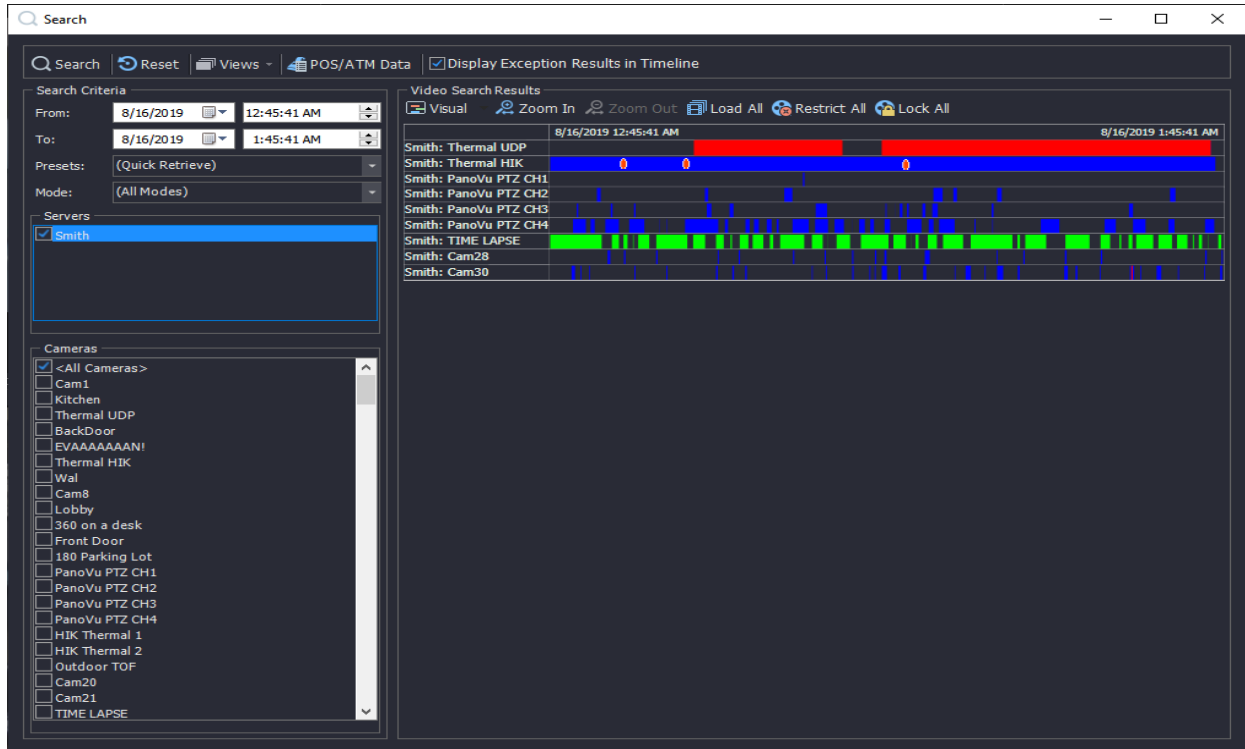 Search
Search Reset Views POS/ATM Data Display Exception Results in Timeline
Search Criteria
From: 8/16/2019 12:45:41 AM
To: 8/16/2019 1:45:41 AM
Presets: (Quick Retrieve)
Mode: (All Modes)
Servers
Smith
Cameras
<All Cameras>
Cam1
Kitchen
Thermal UDP
BackDoor
EVAAAAAAAN!
Thermal HIK
Wal
Cam8
Lobby
360 on a desk
Front Door
180 Parking Lot
PanoVu PTZ CH1
PanoVu PTZ CH2
PanoVu PTZ CH3
PanoVu PTZ CH4
HIK Thermal 1
HIK Thermal 2
Outdoor TOF
Cam20
Cam21
TIME LAPSE
Video Search Results
Visual Zoom In Zoom Out Load All Restrict All Lock All
8/16/2019 12:45:41 AM 8/16/2019 1:45:41 AM
Smith: Thermal UDP
Smith: Thermal HIK
Smith: PanoVu PTZ CH1
Smith: PanoVu PTZ CH2
Smith: PanoVu PTZ CH3
Smith: PanoVu PTZ CH4
Smith: TIME LAPSE
Smith: Cam28
Smith: Cam30